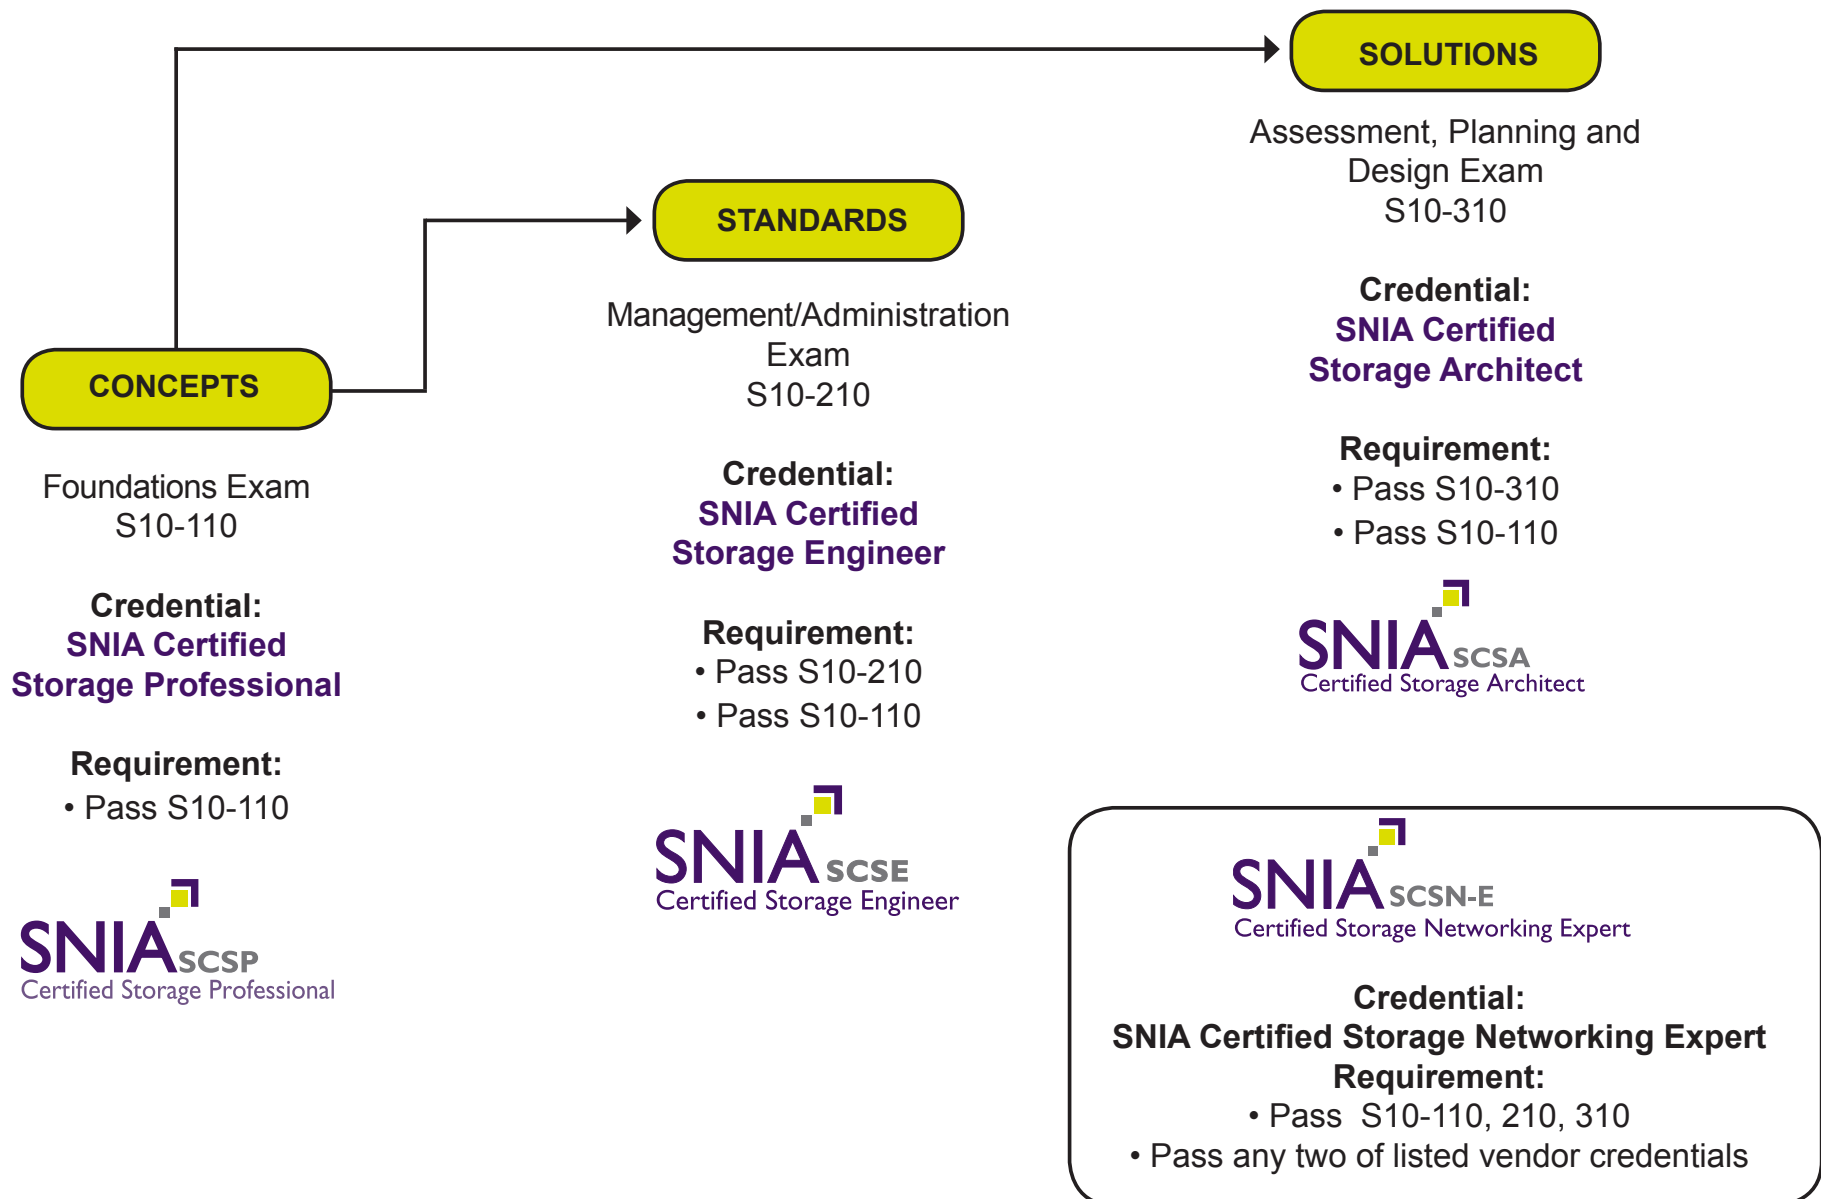 CONCEPTS
Foundations Exam
S10-110
Credential:
SNIA Certified
Storage Professional
Requirement:
• Pass S10-110
SNIA SCSP
Certified Storage Professional
STANDARDS
Management/Administration
Exam
S10-210
Credential:
SNIA Certified
Storage Engineer
Requirement:
• Pass S10-210
• Pass S10-110
SNIA SCSE
Certified Storage Engineer
SOLUTIONS
Assessment, Planning and
Design Exam
S10-310
Credential:
SNIA Certified
Storage Architect
Requirement:
• Pass S10-310
• Pass S10-110
SNIA SCSA
Certified Storage Architect
SNIA SCSN-E
Certified Storage Networking Expert
Credential:
SNIA Certified Storage Networking Expert
Requirement:
• Pass  S10-110, 210, 310
• Pass any two of listed vendor credentials